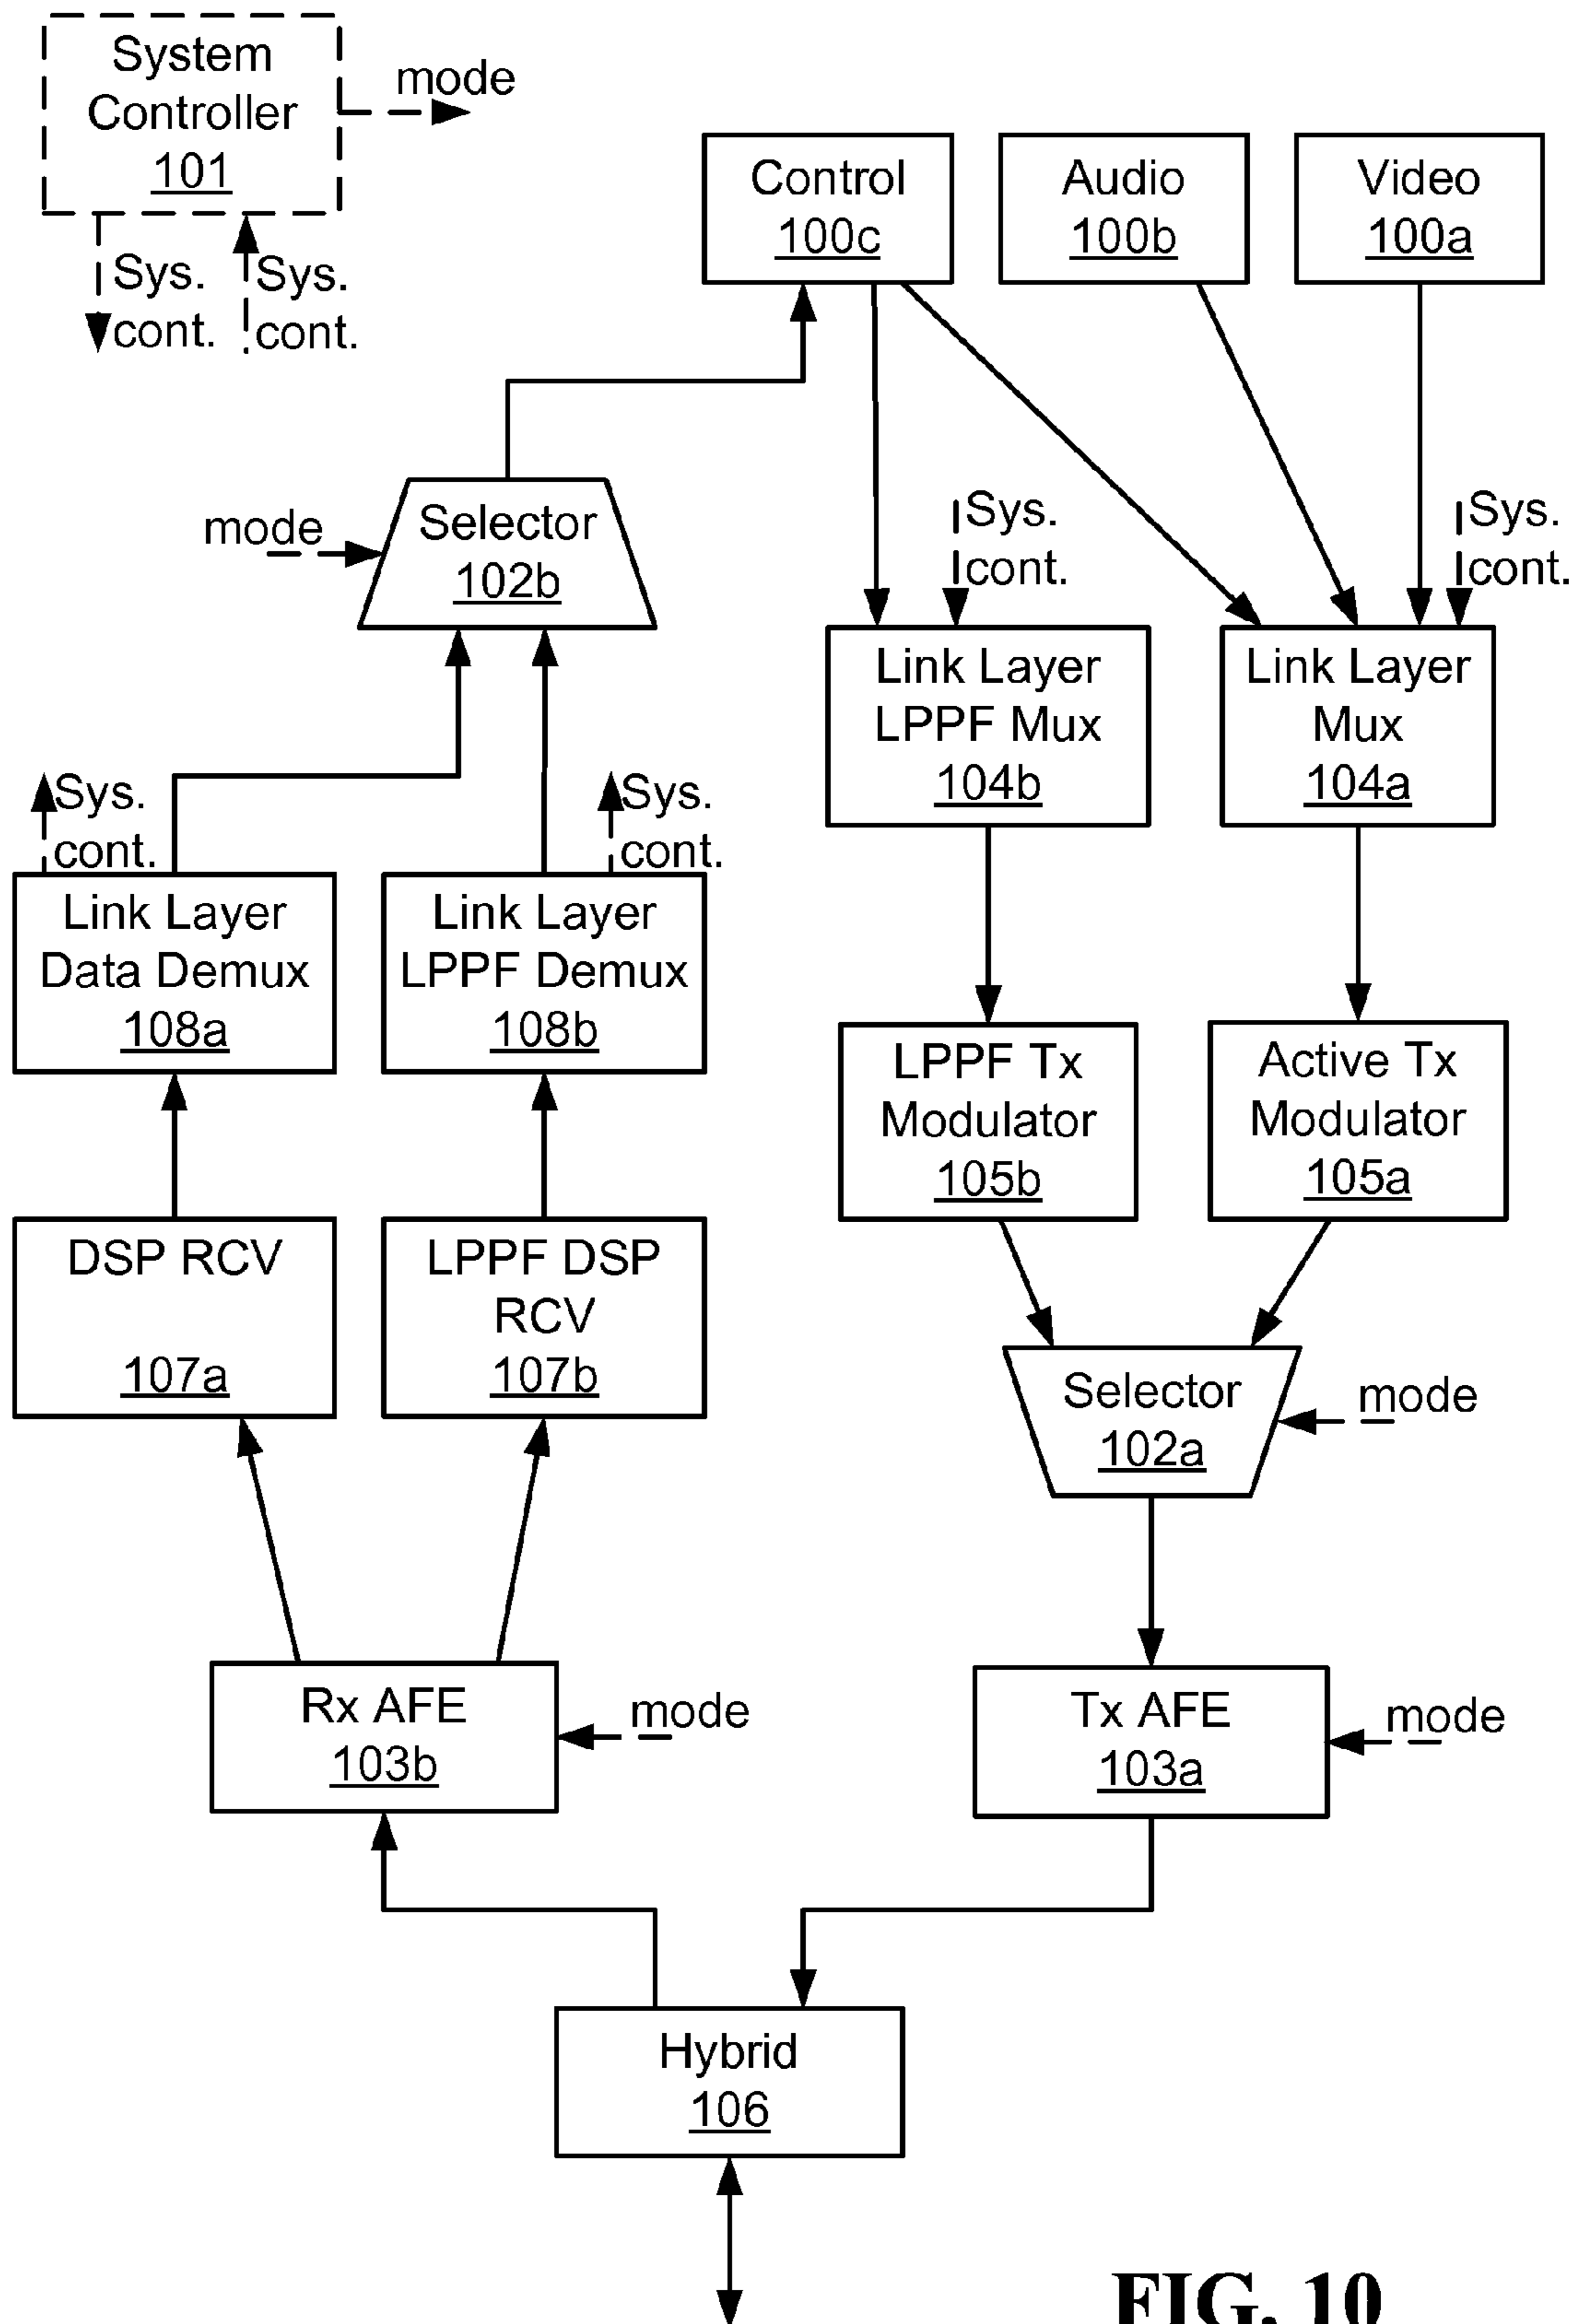 System
Controller
101
mode
Sys.
cont.
Sys.
cont.
Control
100c
Audio
100b
Video
100a
mode
Selector
102b
Sys.
cont.
Sys.
cont.
Link Layer
LPPF Mux
104b
Link Layer
Mux
104a
Sys.
cont.
Sys.
cont.
Link Layer
Data Demux
108a
Link Layer
LPPF Demux
108b
LPPF Tx
Modulator
105b
Active Tx
Modulator
105a
DSP RCV
107a
LPPF DSP
RCV
107b
Selector
102a
mode
Rx AFE
103b
mode
Tx AFE
103a
mode
Hybrid
106
FIG. 10